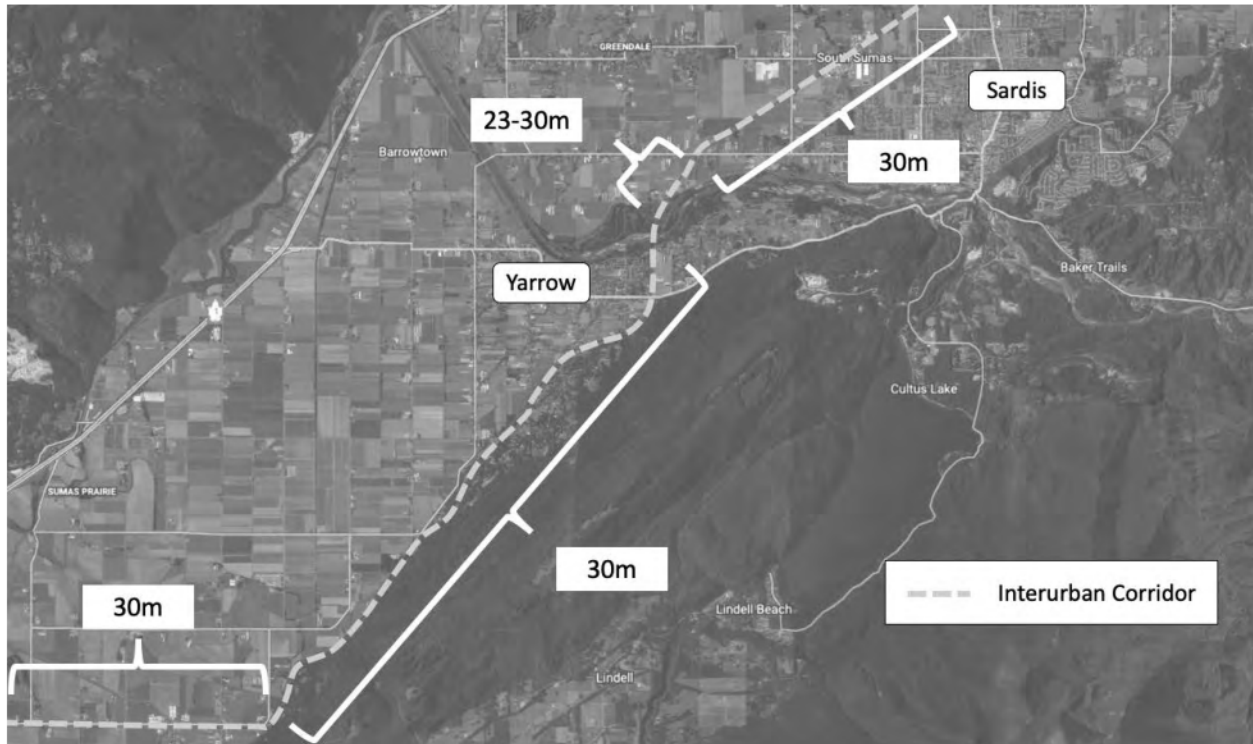 GREENDALE
South Sumas
Sardis
23-30m
Barrowtown
30m
Yarrow
Baker Trails
Cultus Lake
SUMAS PRAIRIE
30m
30m
Interurban Corridor
Lindell Beach
Lindell